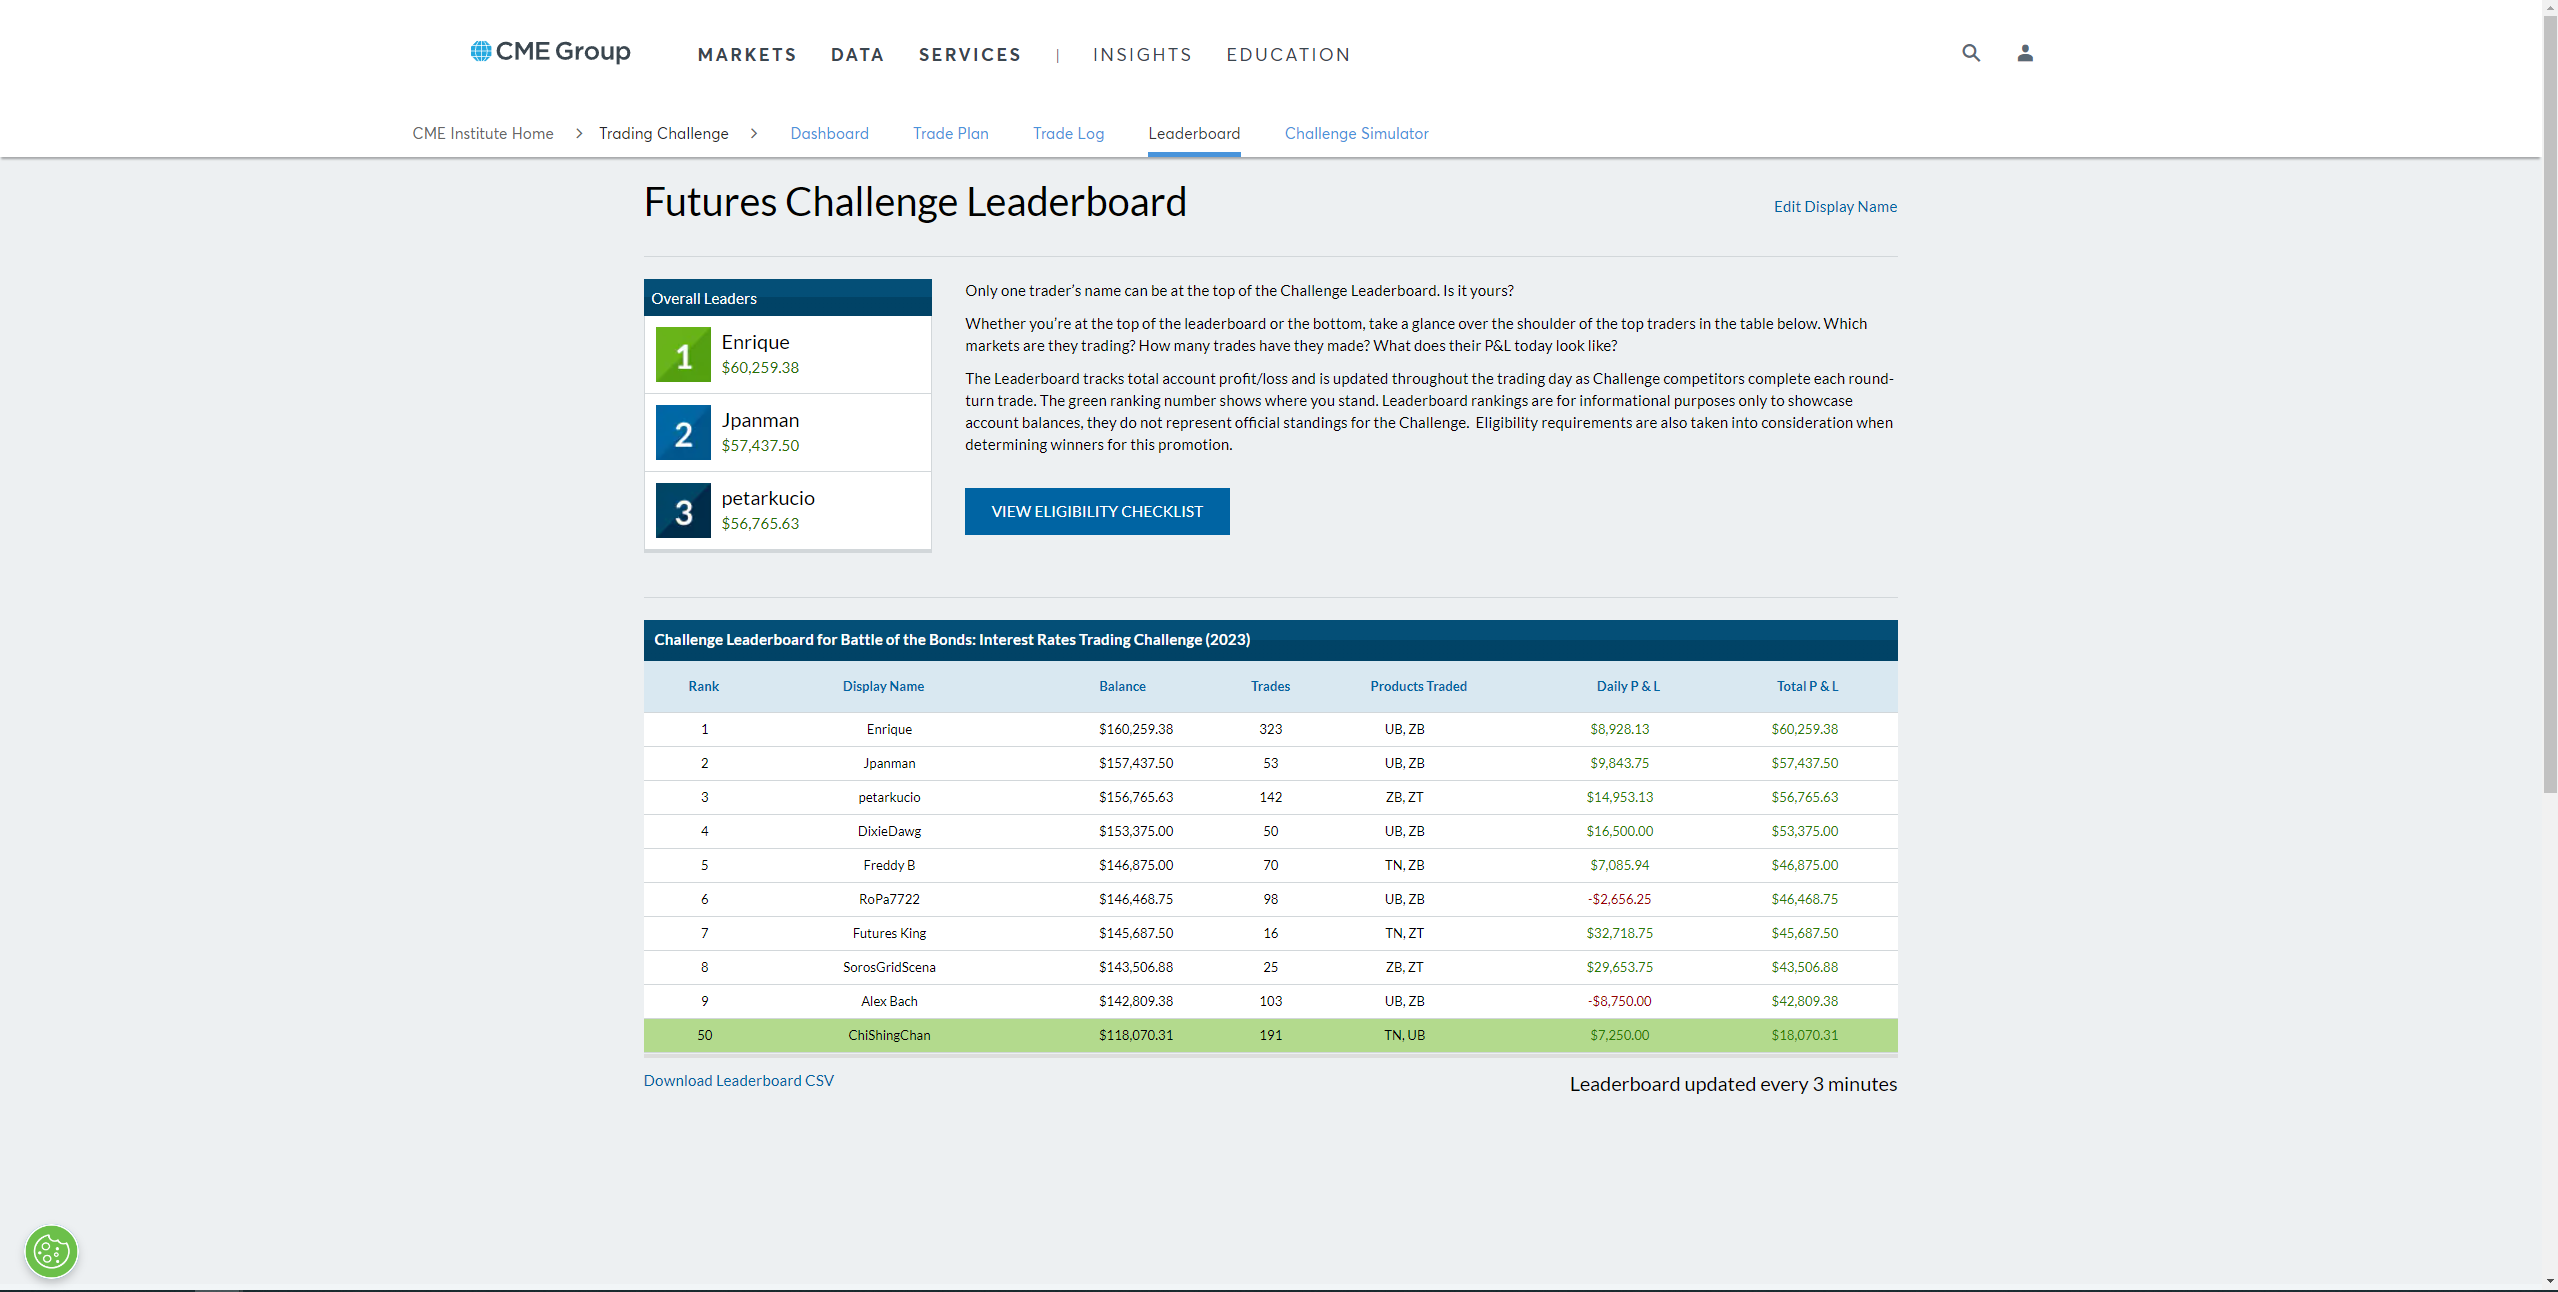 CME Group
MARKETS DATA SERVICES | INSIGHTS EDUCATION
CME Institute Home > Trading Challenge > Dashboard Trade Plan Trade Log Leaderboard Challenge Simulator
Futures Challenge Leaderboard
Edit Display Name
Overall Leaders
1
Enrique
$60,259.38
2
Jpanman
$57,437.50
3
petarkucio
$56,765.63
Only one trader’s name can be at the top of the Challenge Leaderboard. Is it yours?
Whether you’re at the top of the leaderboard or the bottom, take a glance over the shoulder of the top traders in the table below. Which
markets are they trading? How many trades have they made? What does their P&L today look like?
The Leaderboard tracks total account profit/loss and is updated throughout the trading day as Challenge competitors complete each round-
turn trade. The green ranking number shows where you stand. Leaderboard rankings are for informational purposes only to showcase
account balances, they do not represent official standings for the Challenge. Eligibility requirements are also taken into consideration when
determining winners for this promotion.
VIEW ELIGIBILITY CHECKLIST
Challenge Leaderboard for Battle of the Bonds: Interest Rates Trading Challenge (2023)
Rank Display Name Balance Trades Products Traded Daily P & L Total P & L
1 Enrique $160,259.38 323 UB, ZB $8,928.13 $60,259.38
2 Jpanman $157,437.50 53 UB, ZB $9,843.75 $57,437.50
3 petarkucio $156,765.63 142 ZB, ZT $14,953.13 $56,765.63
4 DixieDawg $153,375.00 50 UB, ZB $16,500.00 $53,375.00
5 Freddy B $146,875.00 70 TN, ZB $7,085.94 $46,875.00
6 RoPa7722 $146,468.75 98 UB, ZB -$2,656.25 $46,468.75
7 Futures King $145,687.50 16 TN, ZT $32,718.75 $45,687.50
8 SorosGridScena $143,506.88 25 ZB, ZT $29,653.75 $43,506.88
9 Alex Bach $142,809.38 103 UB, ZB -$8,750.00 $42,809.38
50 ChiShingChan $118,070.31 191 TN, UB $7,250.00 $18,070.31
Download Leaderboard CSV
Leaderboard updated every 3 minutes